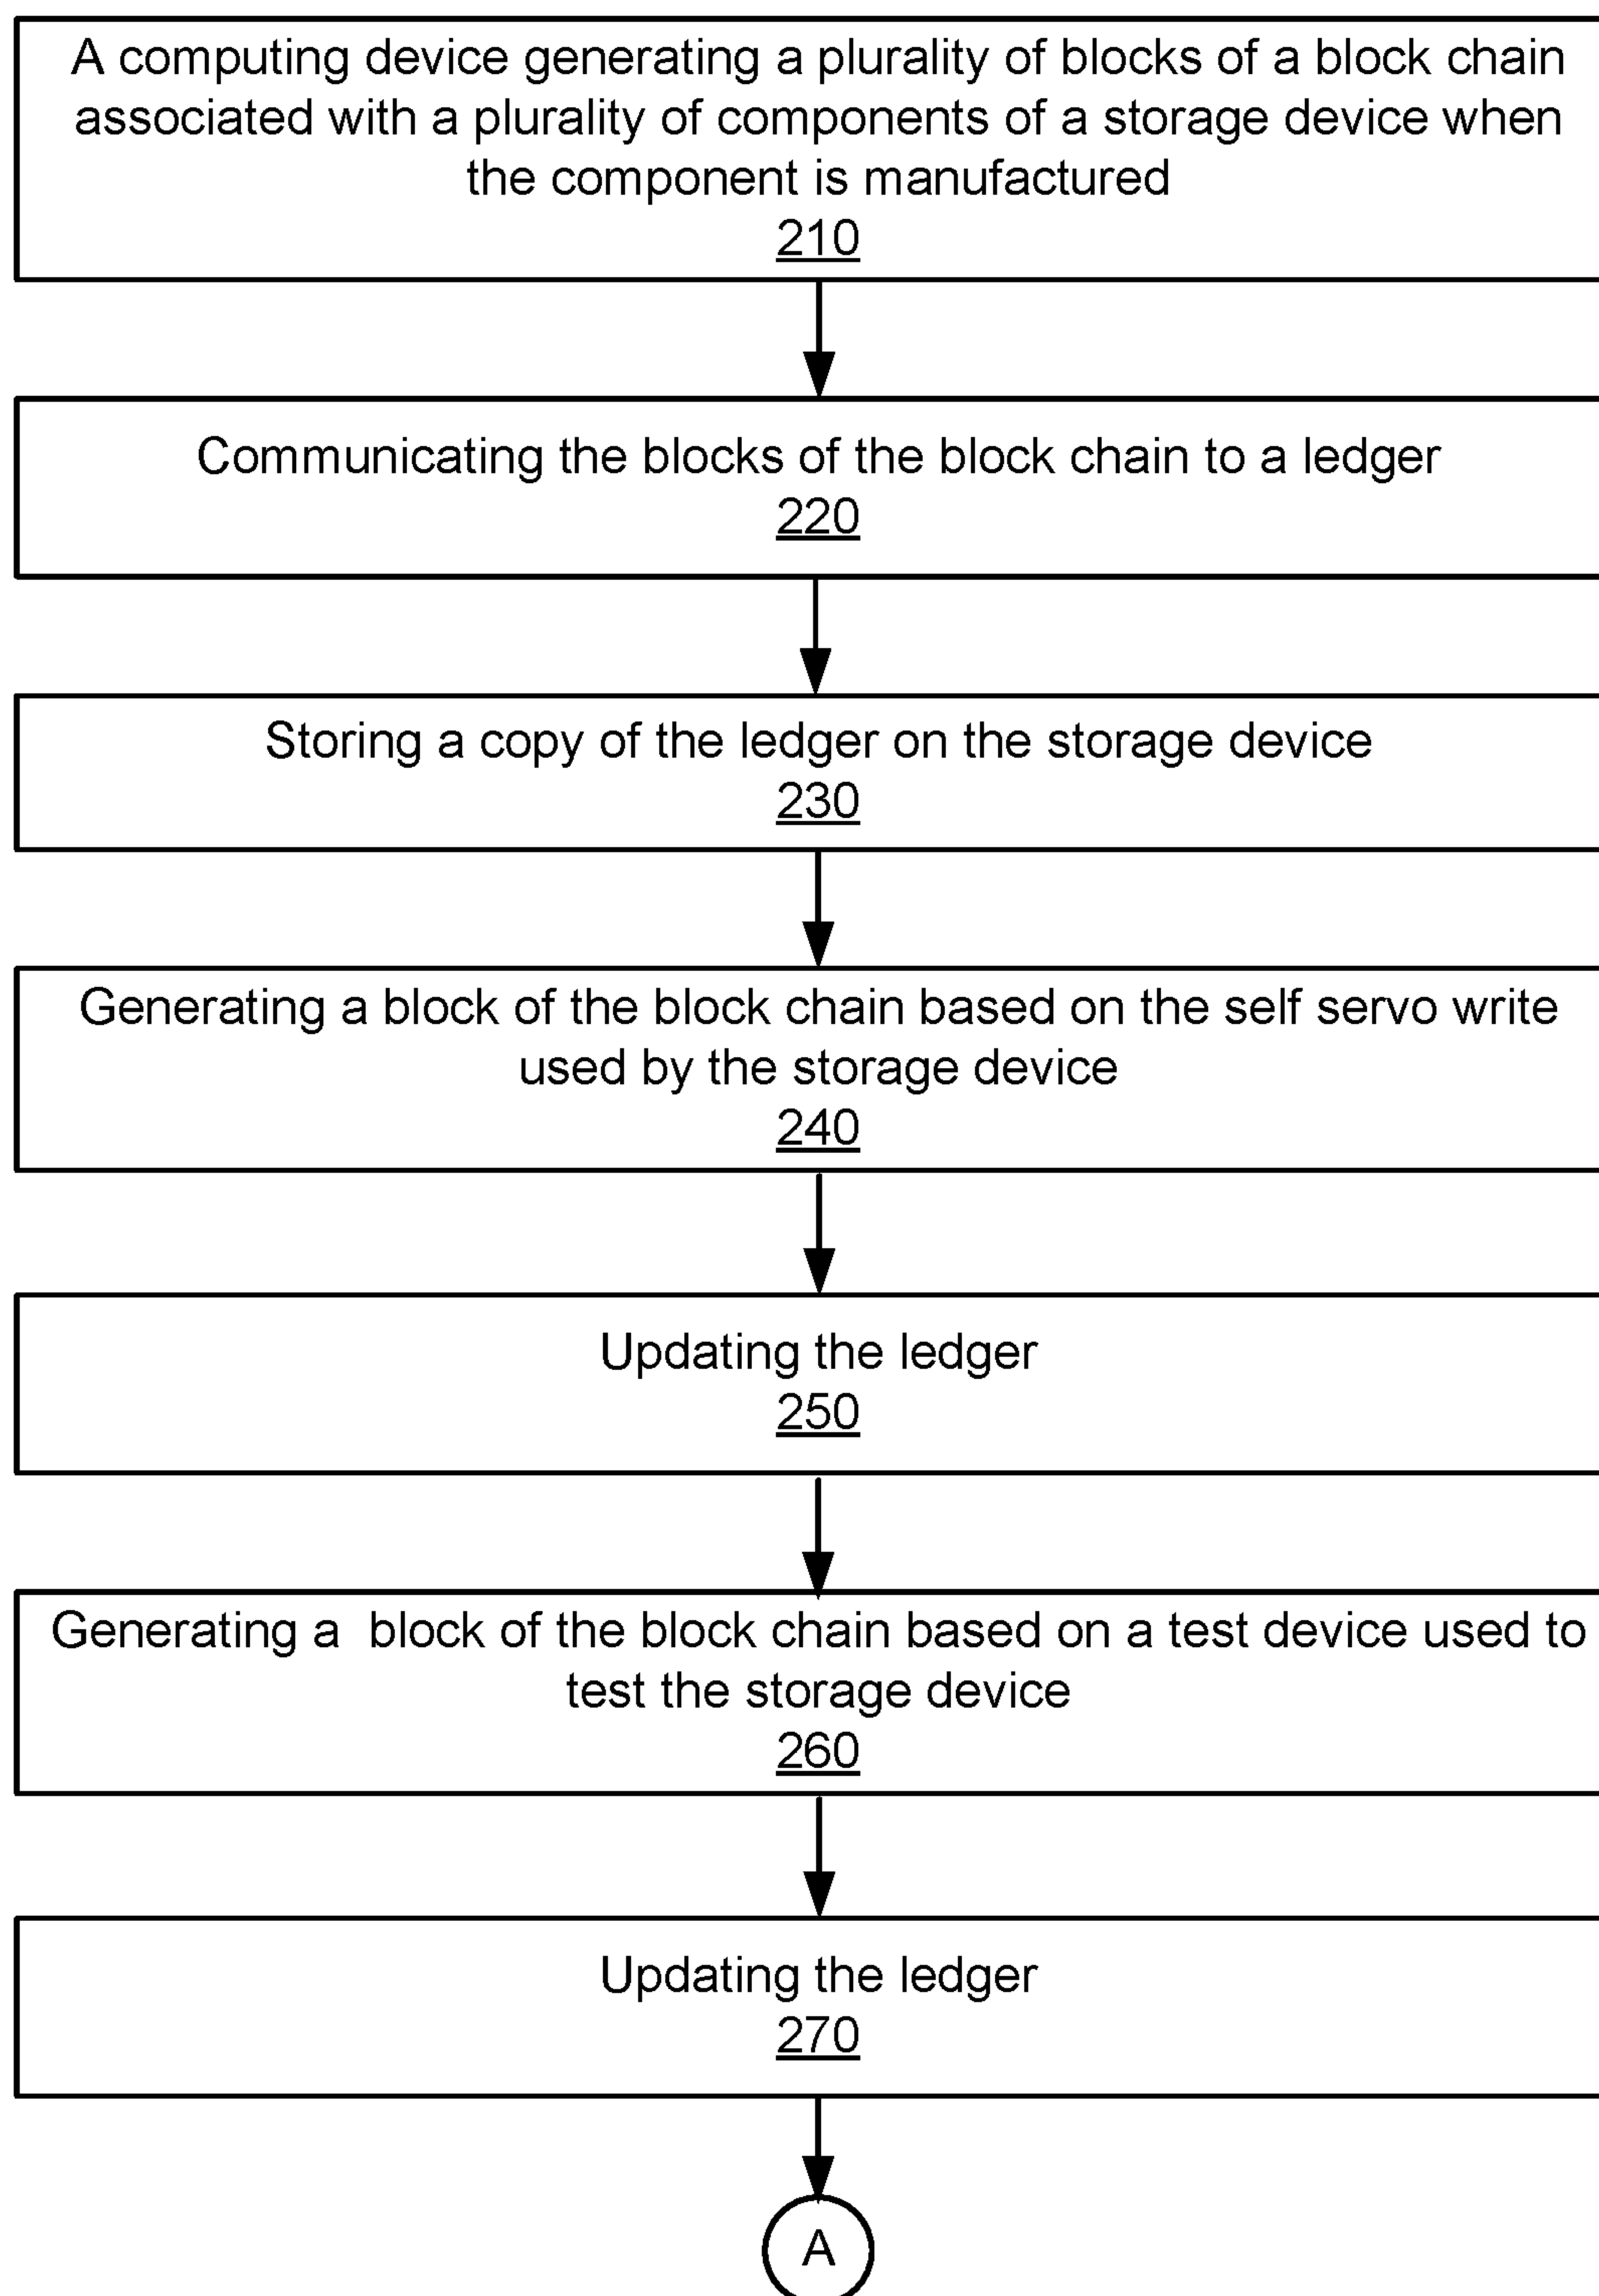 A computing device generating a plurality of blocks of a block chain
associated with a plurality of components of a storage device when
the component is manufactured
210
Communicating the blocks of the block chain to a ledger
220
Storing a copy of the ledger on the storage device
230
Generating a block of the block chain based on the self servo write
used by the storage device
240
Updating the ledger
250
Generating a  block of the block chain based on a test device used to
test the storage device
260
Updating the ledger
270
A